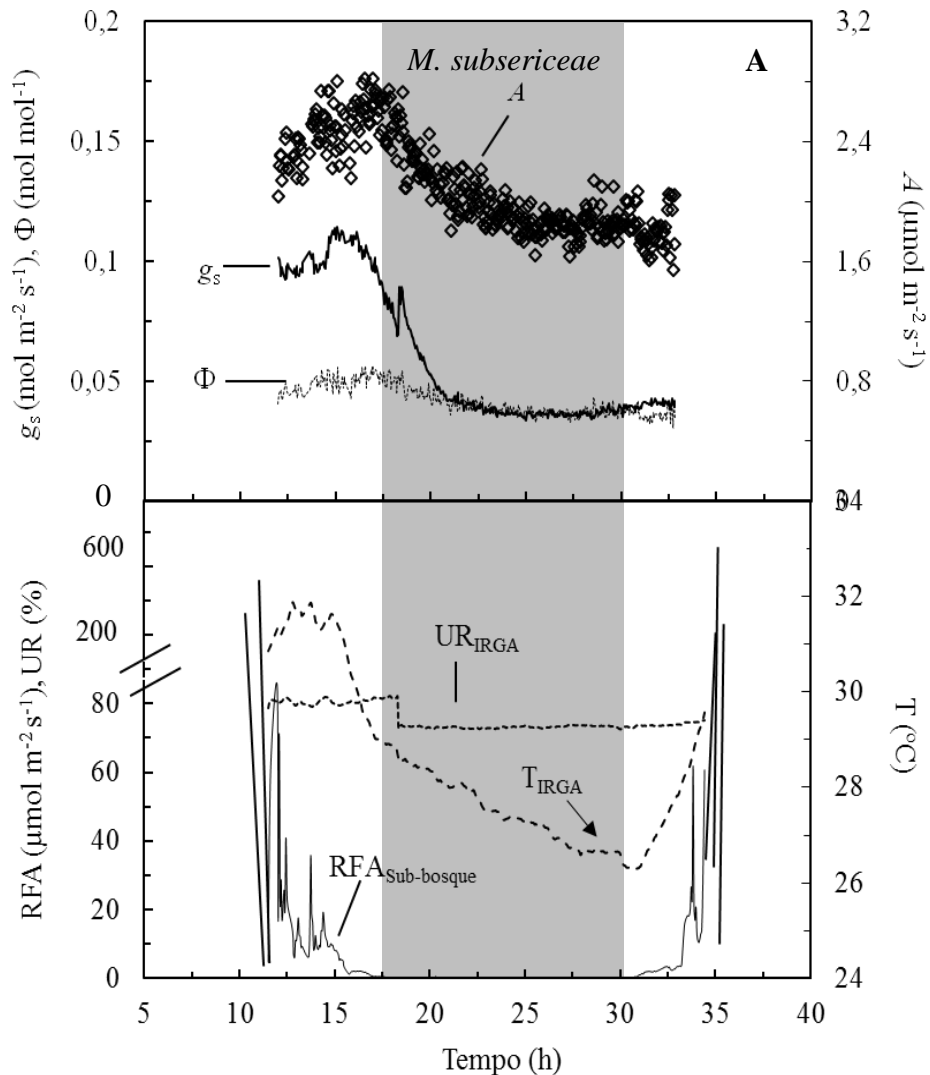 0,2
0,15
0,1
0,05
0
gₛ (mol m⁻² s⁻¹), Φ (mol mol⁻¹)
M. subsericeae
A
A
gₛ
Φ
3,2
2,4
1,6
0,8
A (µmol m⁻² s⁻¹)
34
32
30
28
26
24
T (°C)
600
200
80
60
40
20
0
RFA (µmol m⁻² s⁻¹), UR (%)
UR_IRGA
T_IRGA
RFA_Sub-bosque
5 10 15 20 25 30 35 40
Tempo (h)